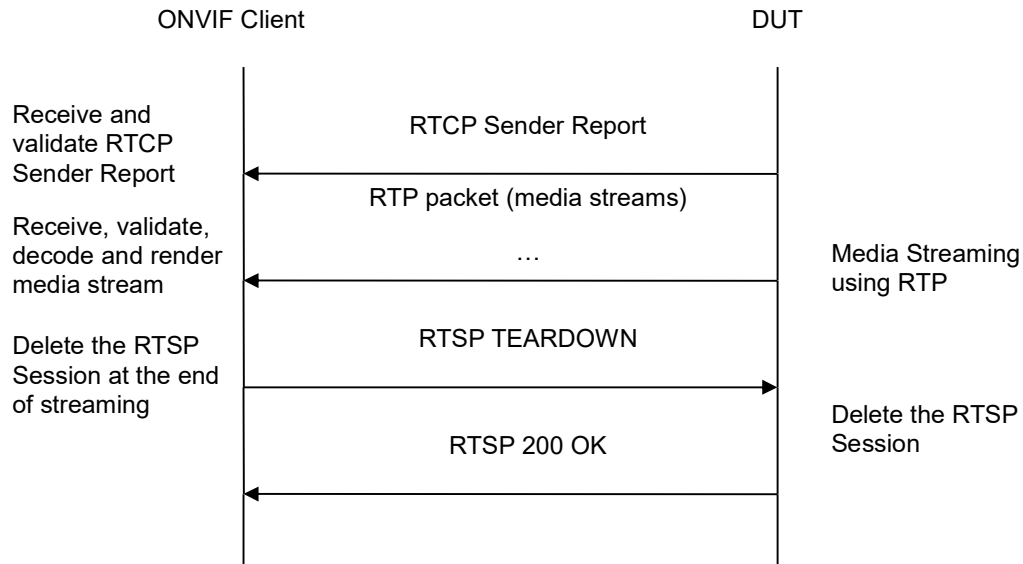 ONVIF Client
DUT
Receive and
validate RTCP
Sender Report
RTCP Sender Report
RTP packet (media streams)
Receive, validate,
decode and render
media stream
…
Media Streaming
using RTP
Delete the RTSP
Session at the end
of streaming
RTSP TEARDOWN
Delete the RTSP
Session
RTSP 200 OK